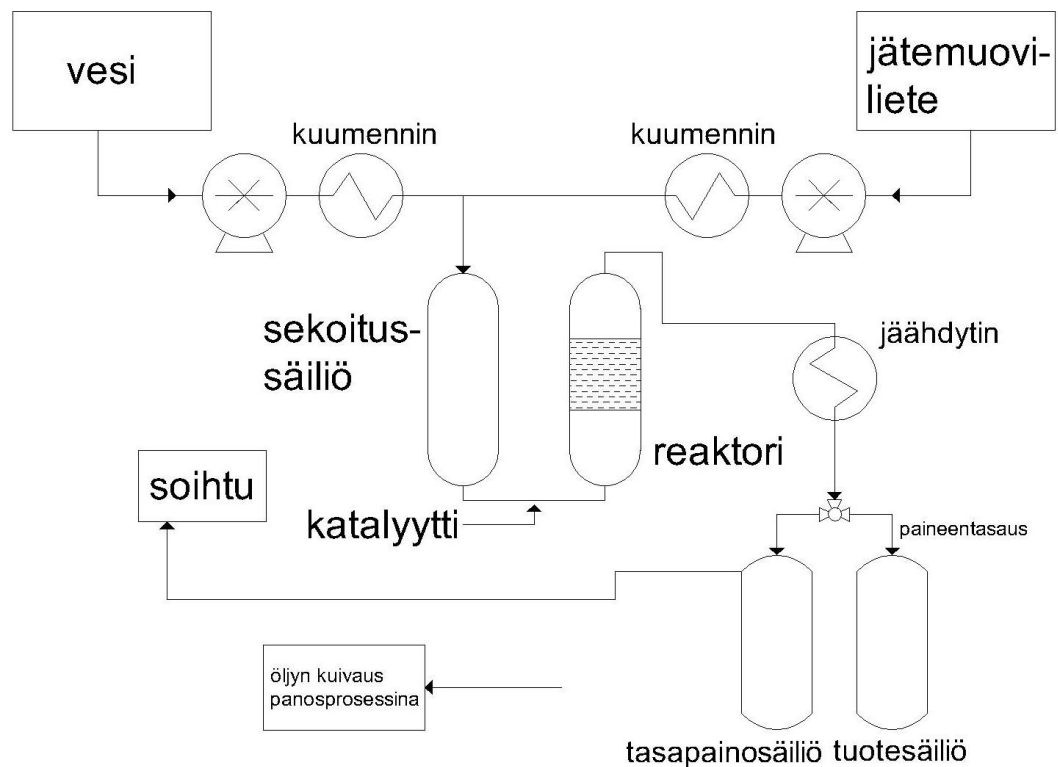 vesi
jätemuovi-
liete
kuumennin
kuumennin
sekoitus-
säiliö
jäähdytin
reaktori
soihtu
katalyytti
paineentasaus
öljyn kuivaus
panosprosessina
tasapainosäiliö
tuotesäiliö